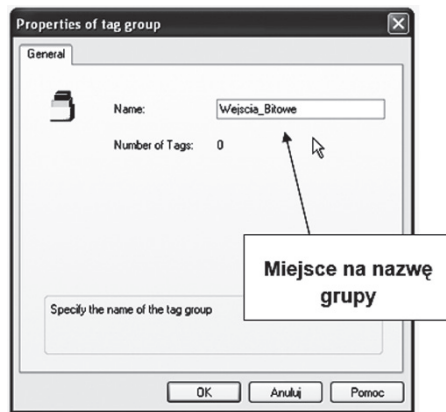 Properties of tag group
General
Name: Wejscia_Bitowe
Number of Tags: 0
Miejsce na nazwę
grupy
Specify the name of the tag group
OK Anuluj Pomoc